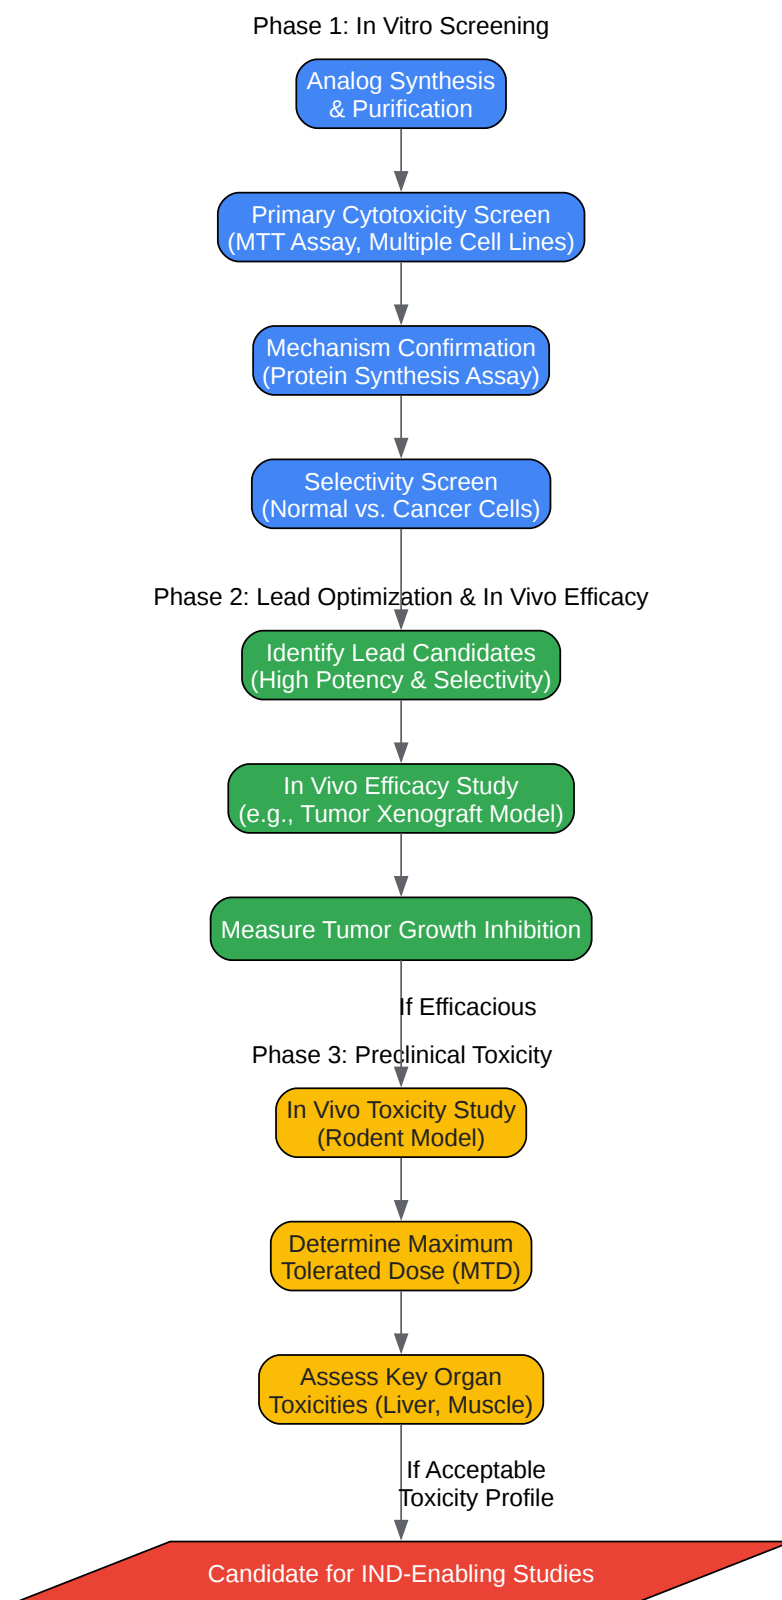 Phase 1: In Vitro Screening
Analog Synthesis
& Purification
Primary Cytotoxicity Screen
(MTT Assay, Multiple Cell Lines)
Mechanism Confirmation
(Protein Synthesis Assay)
Selectivity Screen
(Normal vs. Cancer Cells)
Phase 2: Lead Optimization & In Vivo Efficacy
Identify Lead Candidates
(High Potency & Selectivity)
In Vivo Efficacy Study
(e.g., Tumor Xenograft Model)
Measure Tumor Growth Inhibition
If Efficacious
Phase 3: Preclinical Toxicity
In Vivo Toxicity Study
(Rodent Model)
Determine Maximum
Tolerated Dose (MTD)
Assess Key Organ
Toxicities (Liver, Muscle)
If Acceptable
Toxicity Profile
Candidate for IND-Enabling Studies